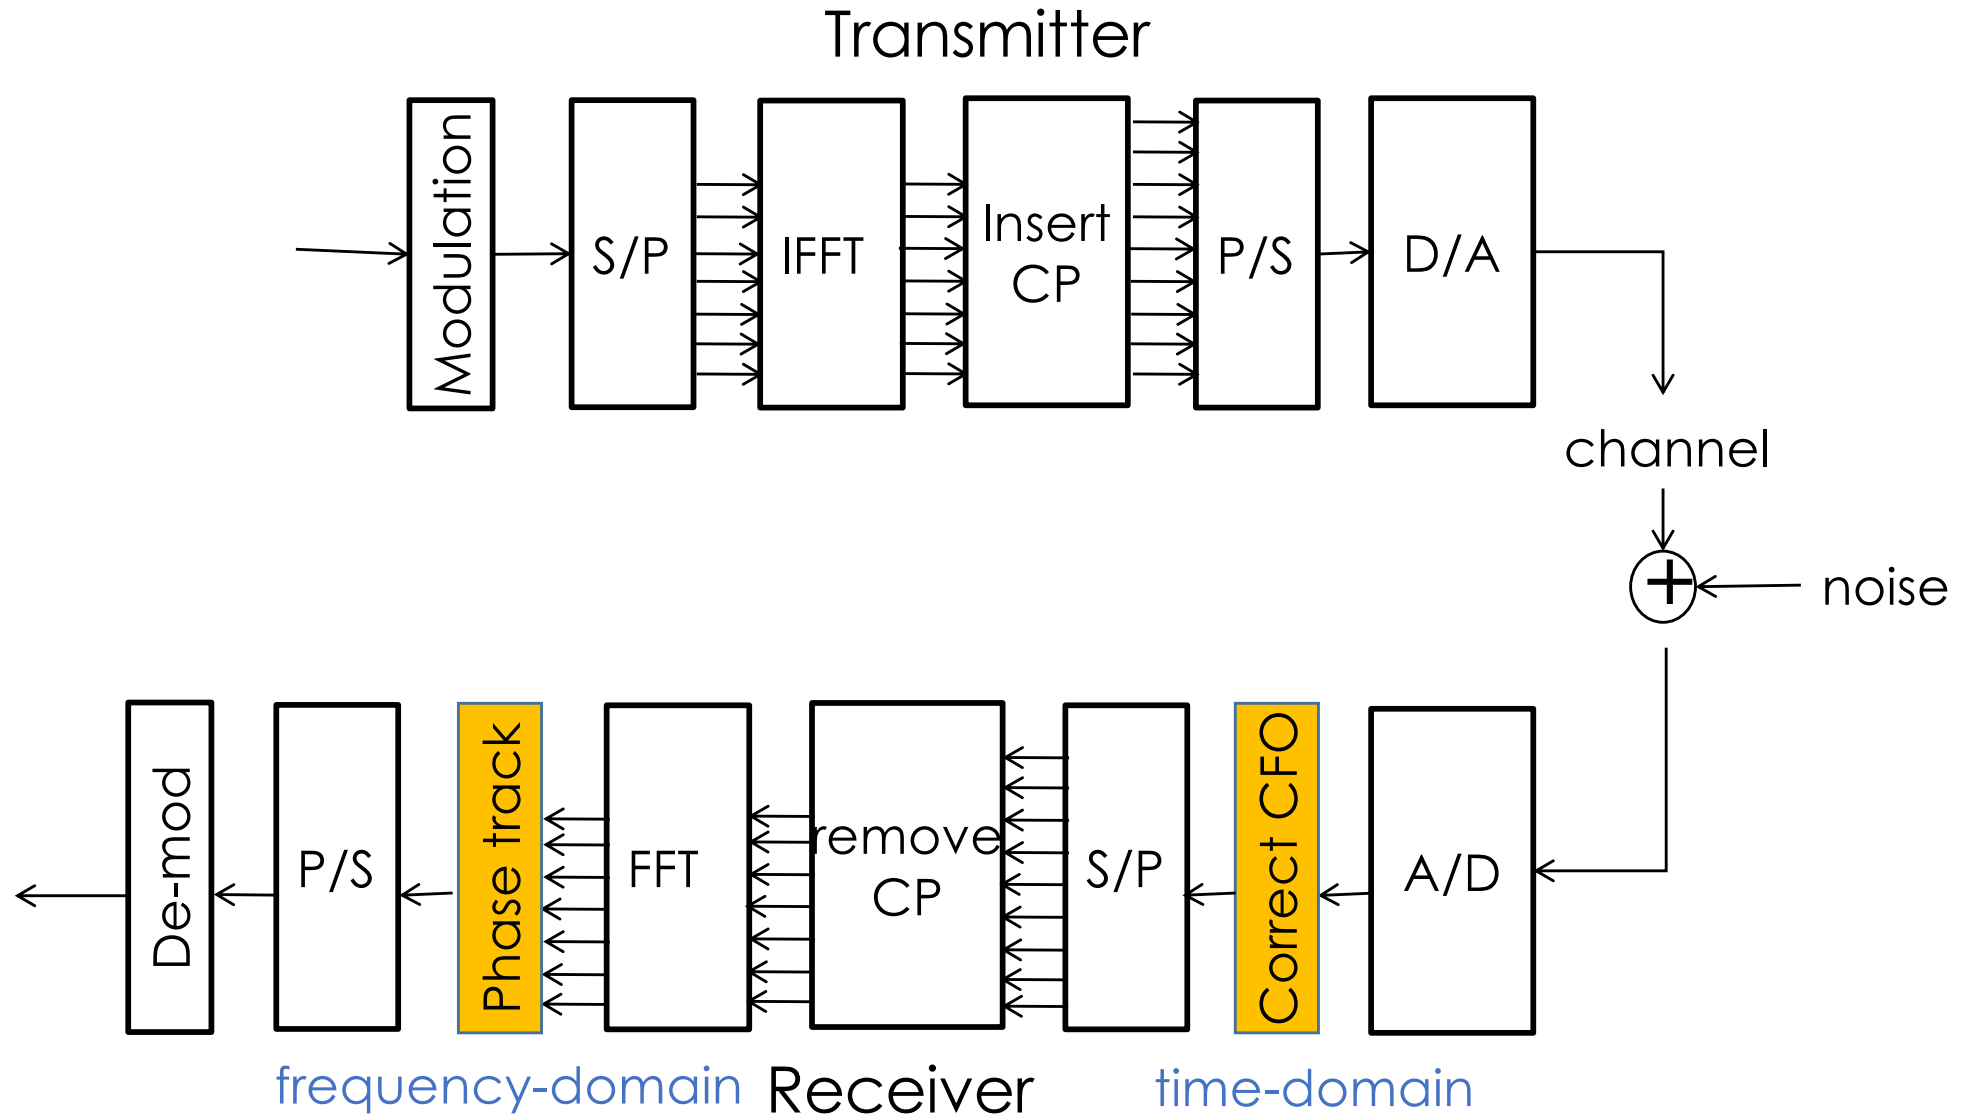 Transmitter
Modulation
S/P
IFFT
Insert
CP
P/S
D/A
channel
+
noise
De-mod
P/S
Phase track
FFT
remove
CP
S/P
Correct CFO
A/D
frequency-domain
Receiver
time-domain